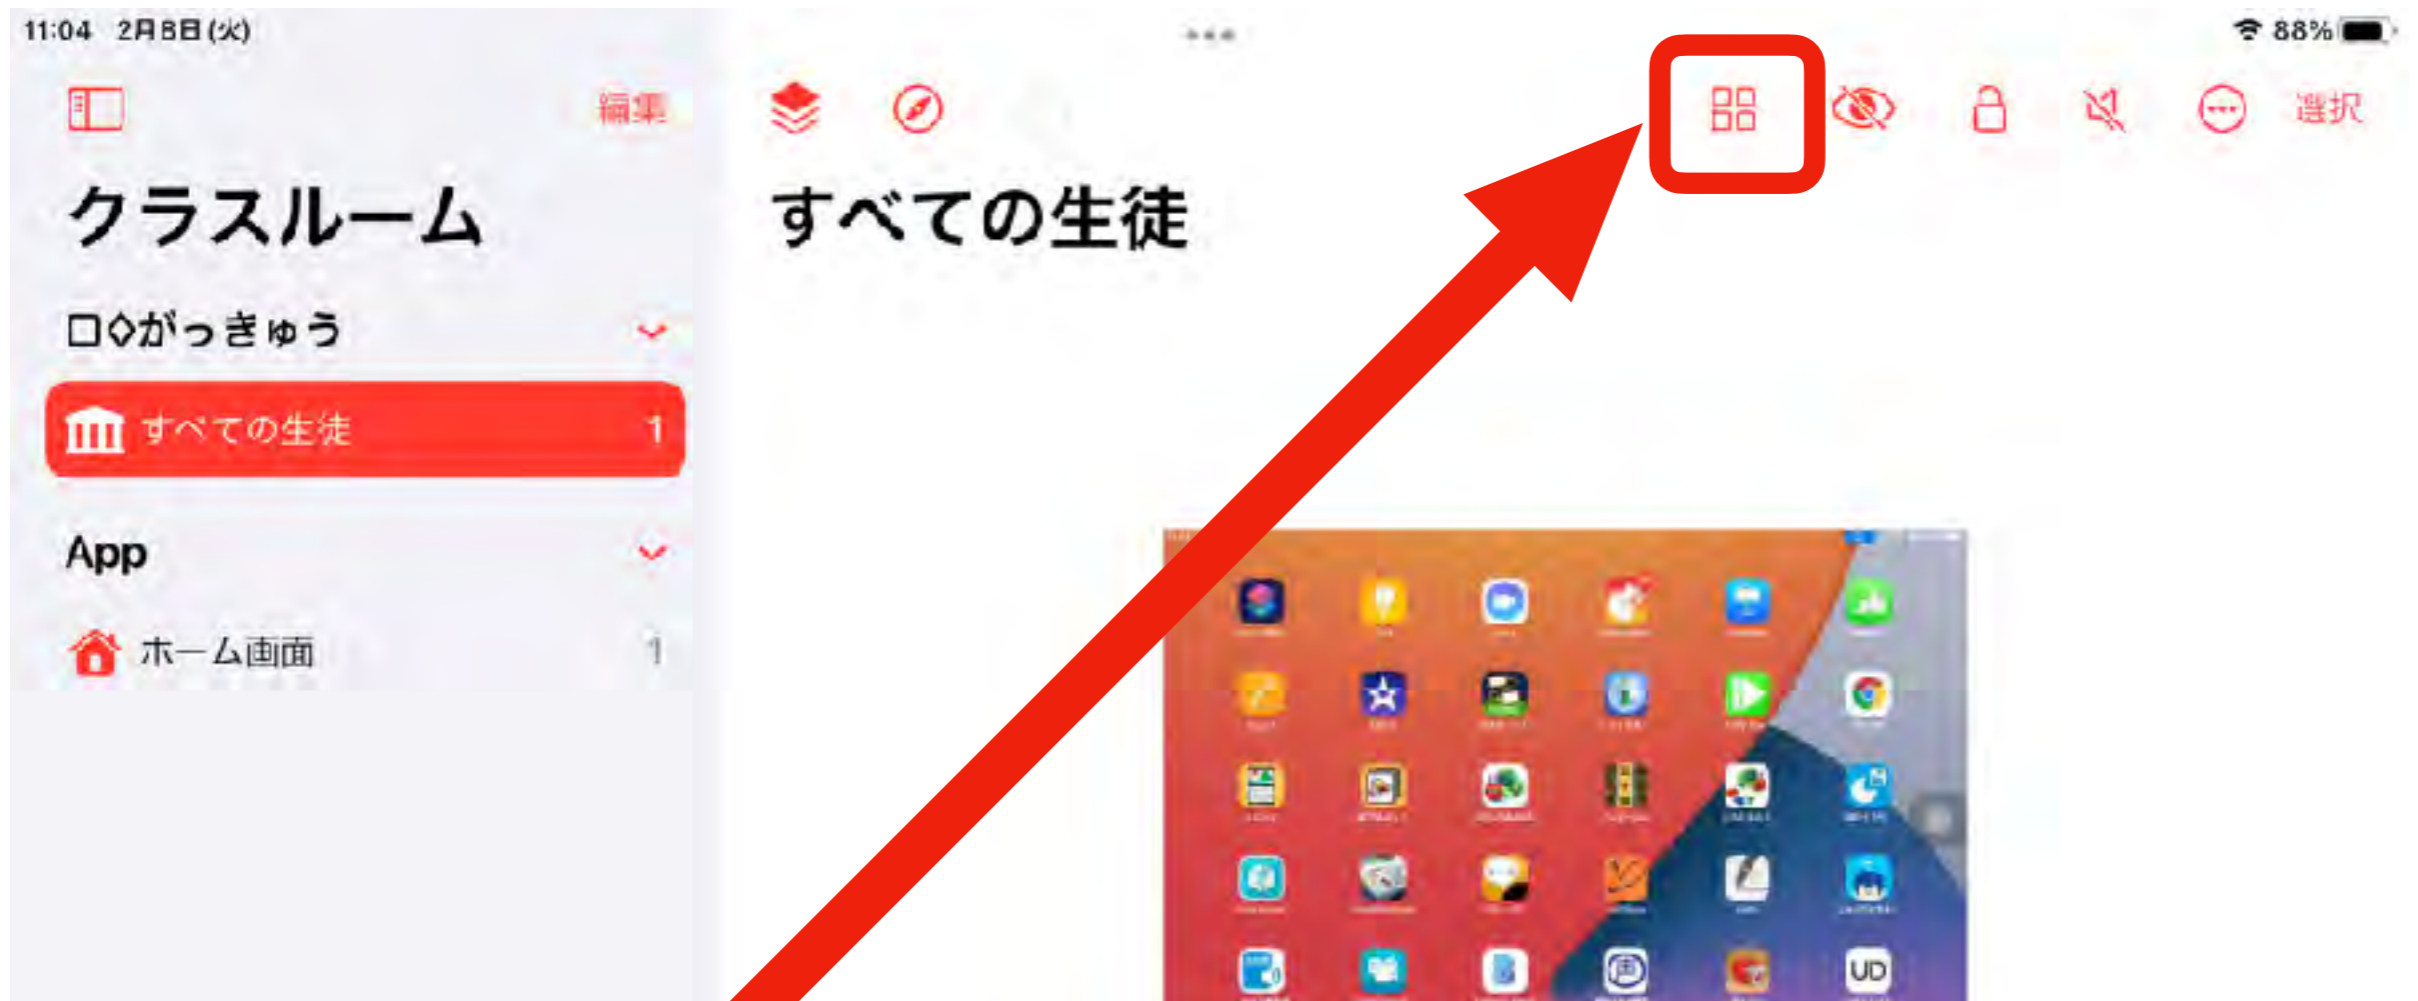 11:04 2月8日(火)
88%
編集
選択
クラスルーム
すべての生徒
□◇がっきゅう
すべての生徒 1
App
ホーム画面 1
UD